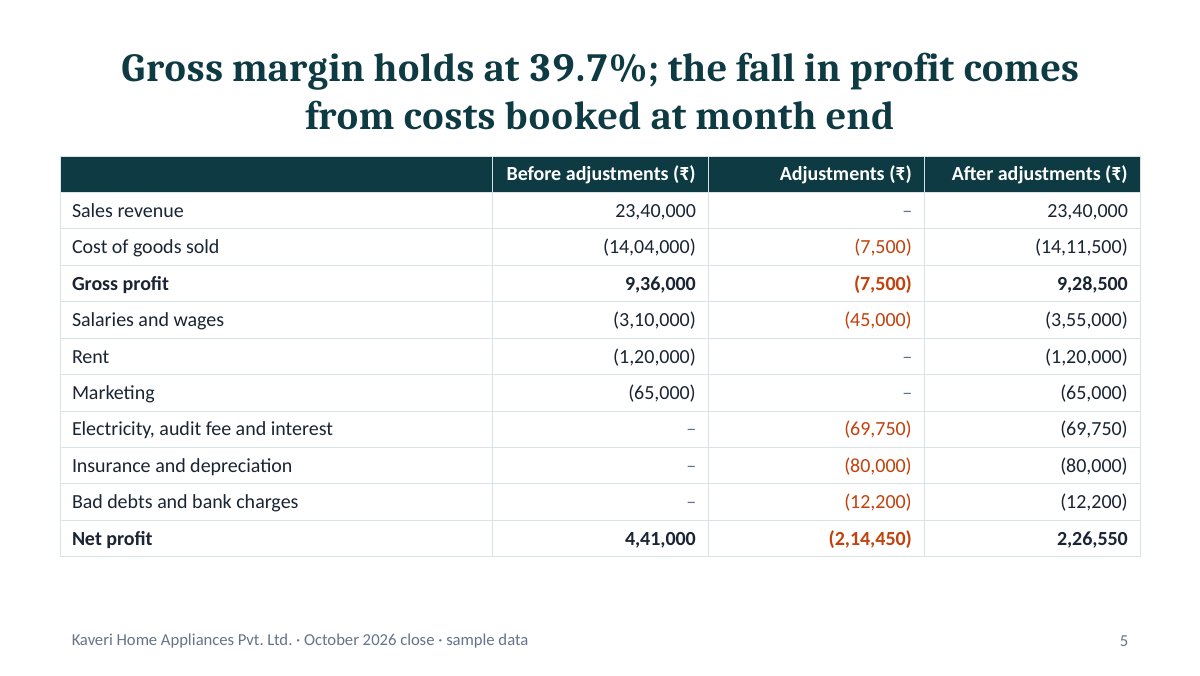 Gross margin holds at 39.7%; the fall in profit comes
from costs booked at month end
Before adjustments (₹) Adjustments (₹) After adjustments (₹)
Sales revenue 23,40,000 – 23,40,000
Cost of goods sold (14,04,000) (7,500) (14,11,500)
Gross profit 9,36,000 (7,500) 9,28,500
Salaries and wages (3,10,000) (45,000) (3,55,000)
Rent (1,20,000) – (1,20,000)
Marketing (65,000) – (65,000)
Electricity, audit fee and interest – (69,750) (69,750)
Insurance and depreciation – (80,000) (80,000)
Bad debts and bank charges – (12,200) (12,200)
Net profit 4,41,000 (2,14,450) 2,26,550
Kaveri Home Appliances Pvt. Ltd. · October 2026 close · sample data 5